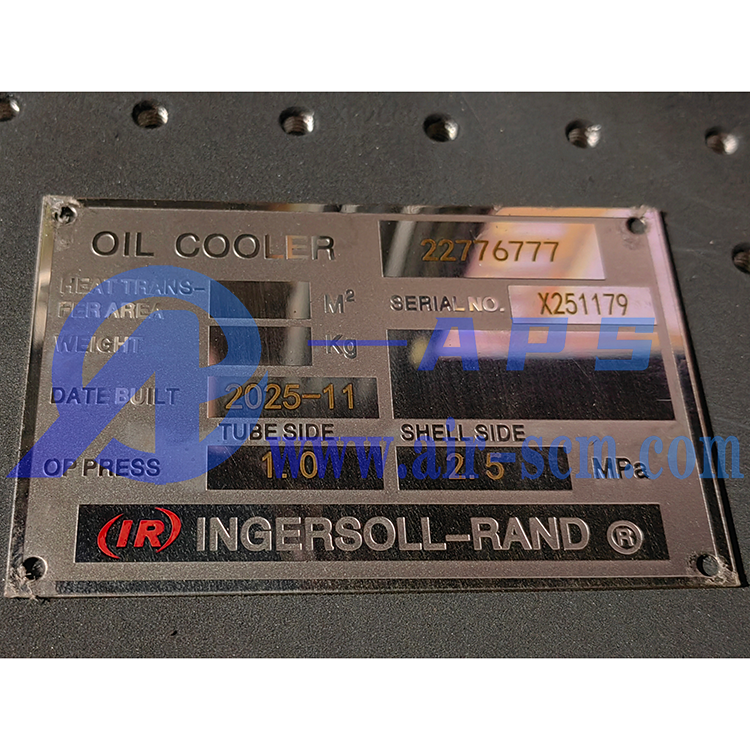 OIL COOLER 22776777
HEAT TRANS-
FER AREA M²
SERIAL NO. X251179
WEIGHT Kg
APS
DATE BUILT 2025-11
TUBE SIDE SHELL SIDE
OP PRESS 1.0 2.5 MPa
www.air-scm.com
IR INGERSOLL-RAND ®